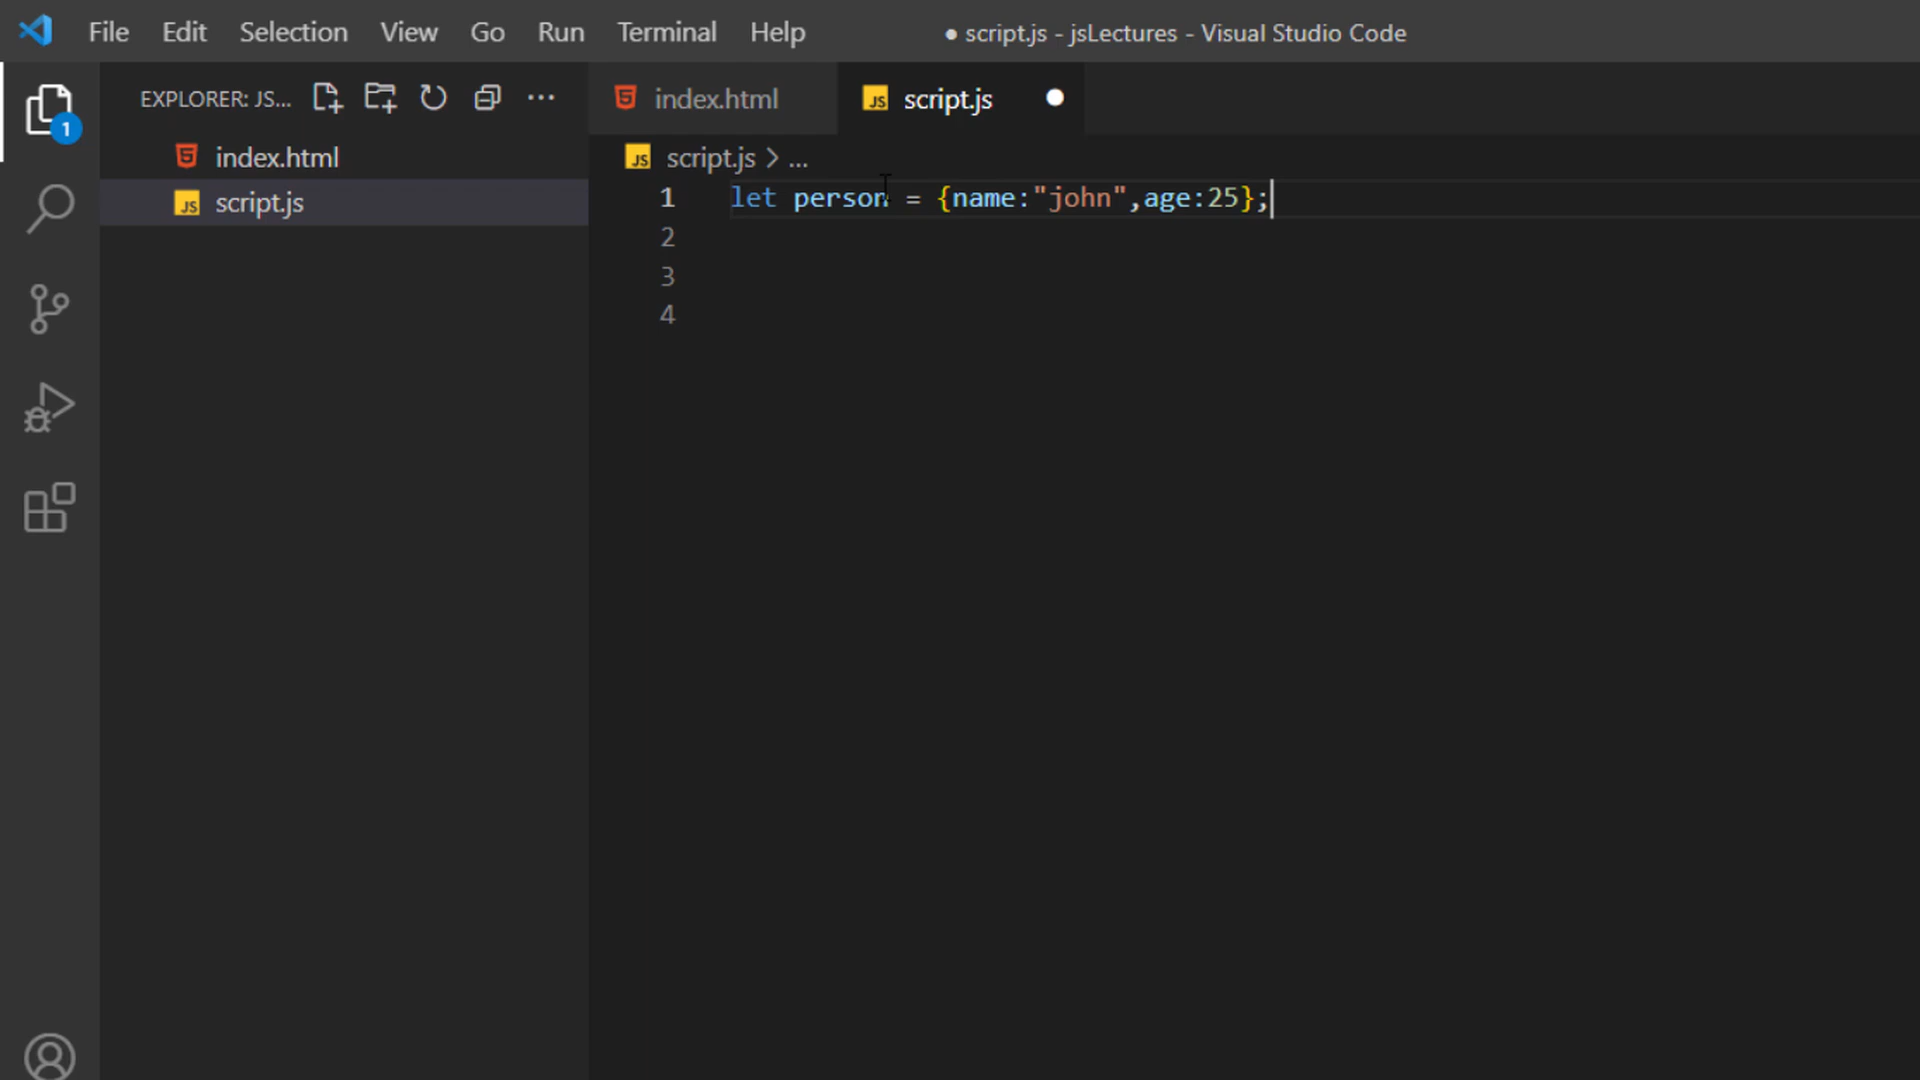 File Edit Selection View Go Run Terminal Help ● script.js - jsLectures - Visual Studio Code
EXPLORER: JS... index.html script.js ●
1
index.html
script.js
JS script.js > ...
JS script.js
1 let person = {name:"john",age:25};
2
3
4